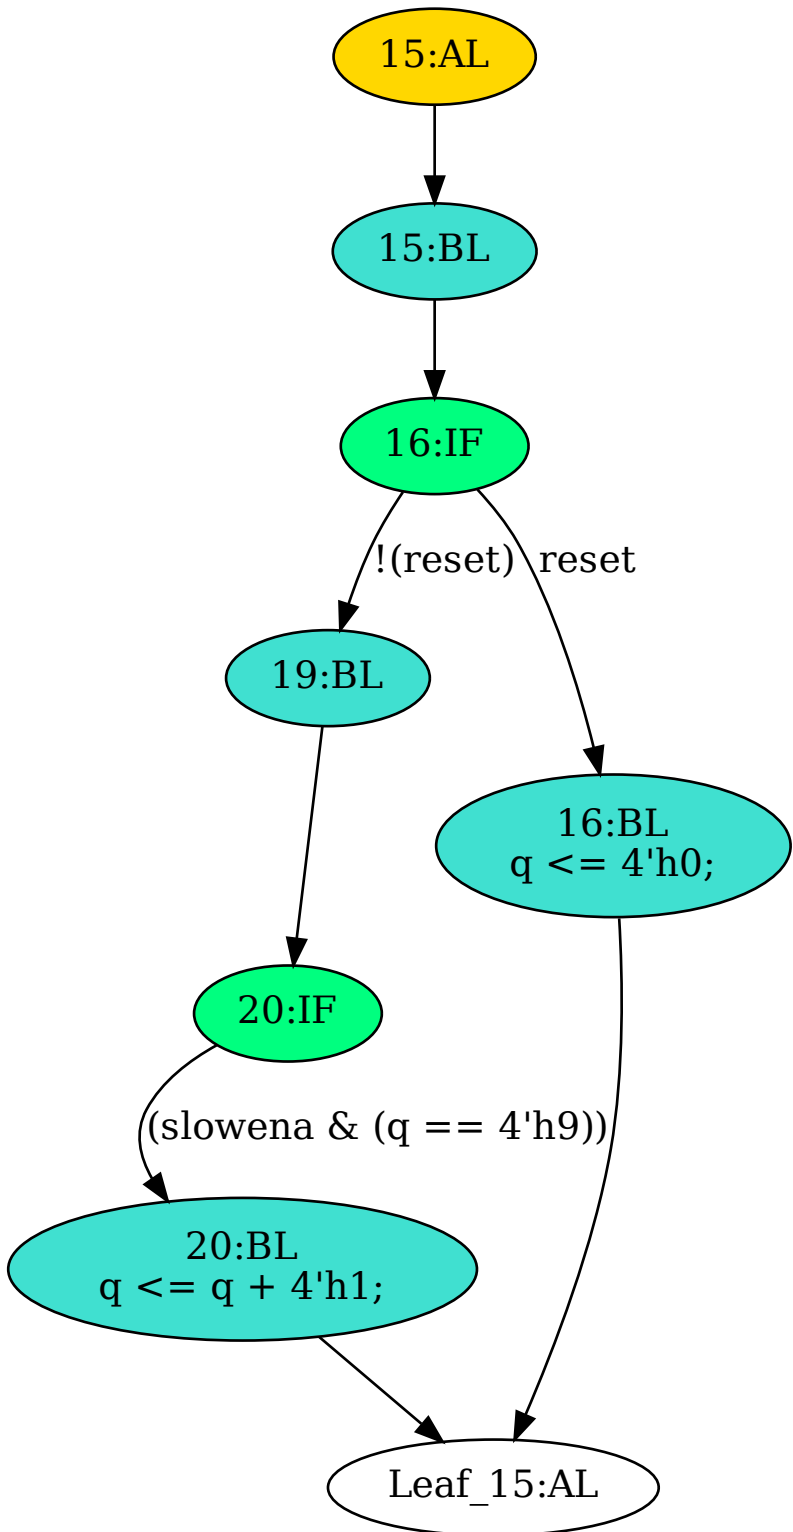 15:AL
15:BL
16:IF
!(reset)
reset
19:BL
16:BL
q <= 4'h0;
20:IF
(slowena & (q == 4'h9))
20:BL
q <= q + 4'h1;
Leaf_15:AL